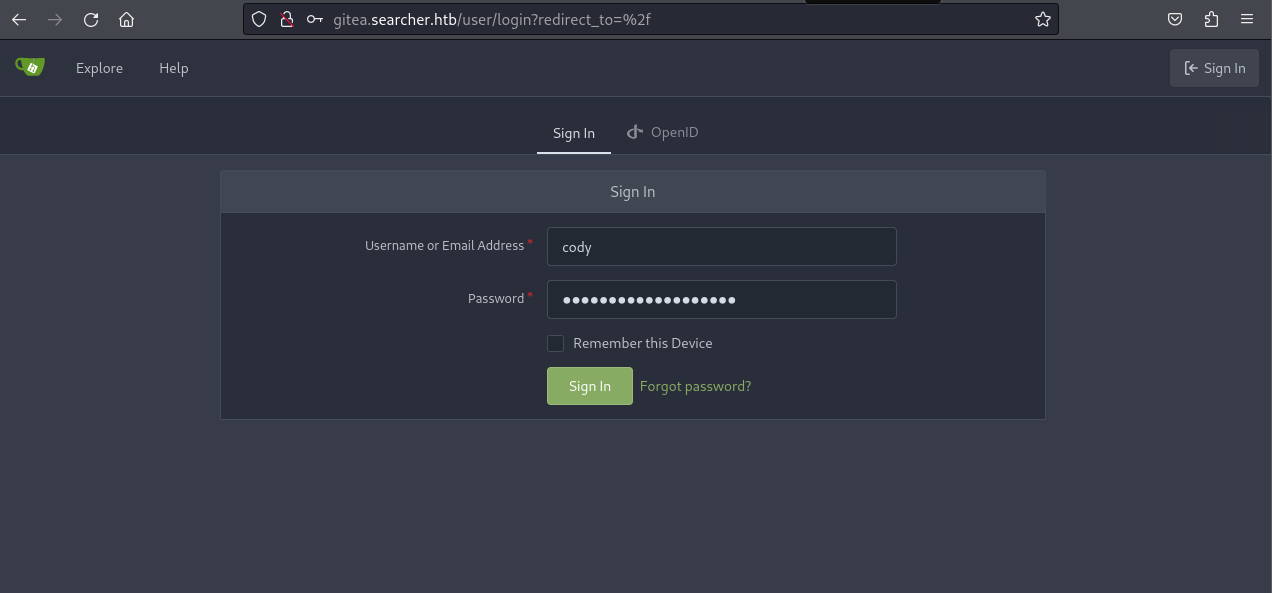 gitea.searcher.htb/user/login?redirect_to=%2f
Explore Help Sign In
Sign In OpenID
Sign In
Username or Email Address * cody
Password * ●●●●●●●●●●●●●●●●●●●
Remember this Device
Sign In Forgot password?